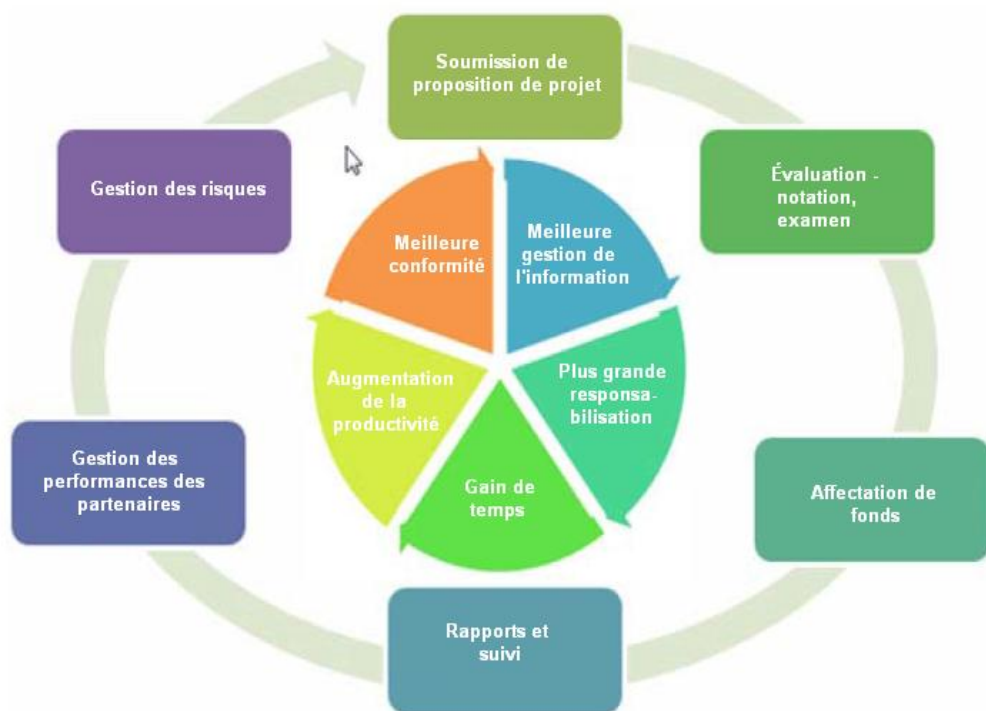 Soumission de
proposition de projet
Évaluation -
notation,
examen
Affectation de
fonds
Rapports et
suivi
Gestion des
performances des
partenaires
Gestion des risques
Meilleure
gestion de
l'information
Plus grande
responsa-
bilisation
Gain de
temps
Augmentation
de la
productivité
Meilleure
conformité